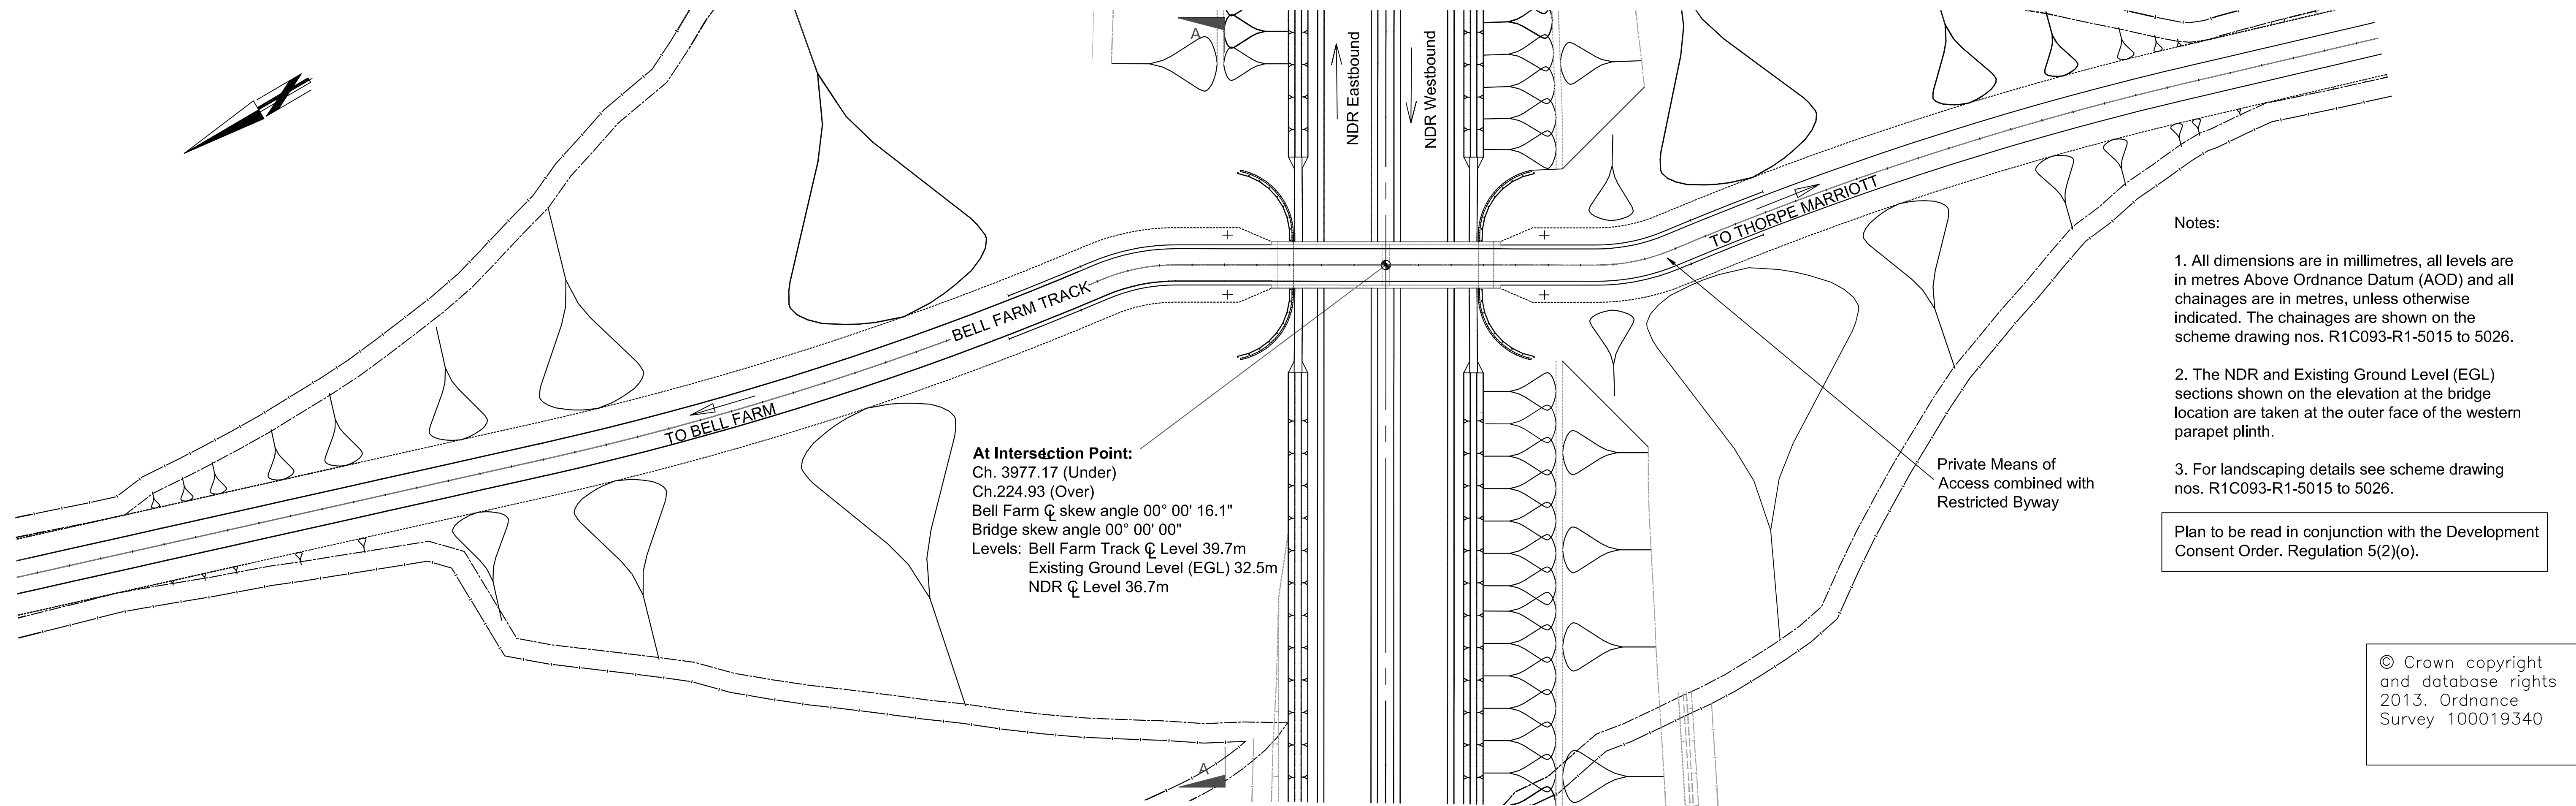 N
A
NDR Eastbound
NDR Westbound
TO THORPE MARRIOTT
BELL FARM TRACK
TO BELL FARM
At Intersection Point:
Ch. 3977.17 (Under)
Ch.224.93 (Over)
Bell Farm ℄ skew angle 00° 00' 16.1"
Bridge skew angle 00° 00' 00"
Levels: Bell Farm Track ℄ Level 39.7m
Existing Ground Level (EGL) 32.5m
NDR ℄ Level 36.7m
A
Private Means of
Access combined with
Restricted Byway
Notes:
1. All dimensions are in millimetres, all levels are
in metres Above Ordnance Datum (AOD) and all
chainages are in metres, unless otherwise
indicated. The chainages are shown on the
scheme drawing nos. R1C093-R1-5015 to 5026.
2. The NDR and Existing Ground Level (EGL)
sections shown on the elevation at the bridge
location are taken at the outer face of the western
parapet plinth.
3. For landscaping details see scheme drawing
nos. R1C093-R1-5015 to 5026.
Plan to be read in conjunction with the Development
Consent Order. Regulation 5(2)(o).
© Crown copyright
and database rights
2013. Ordnance
Survey 100019340